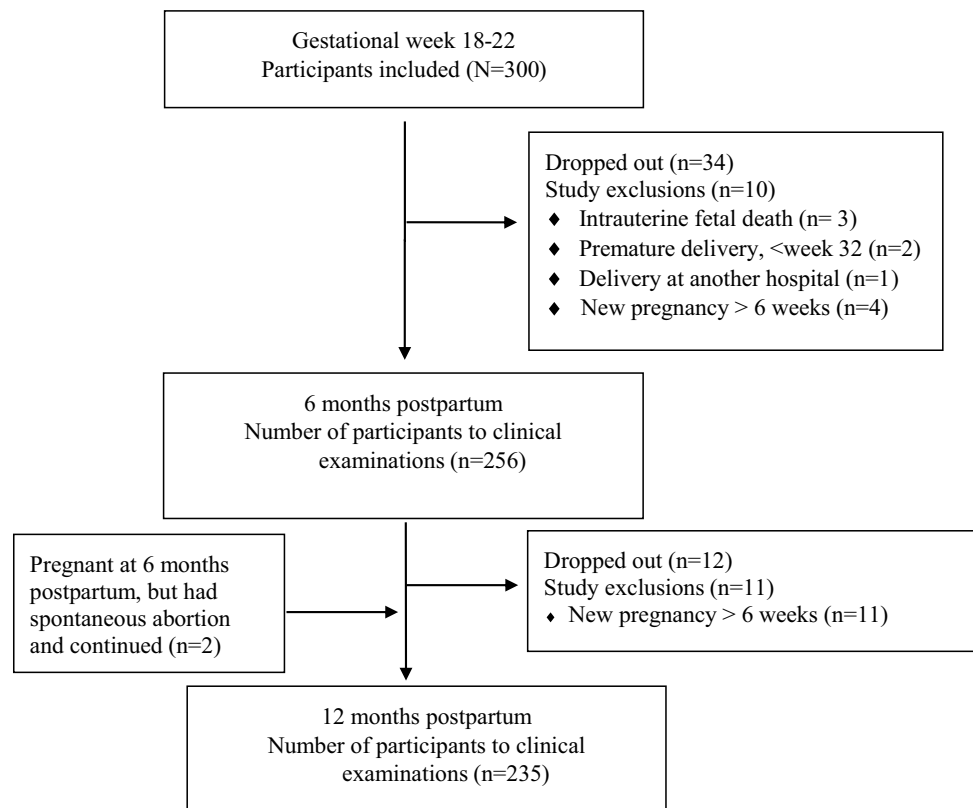 Gestational week 18-22
Participants included (N=300)
Dropped out (n=34)
Study exclusions (n=10)
♦ Intrauterine fetal death (n= 3)
♦ Premature delivery, <week 32 (n=2)
♦ Delivery at another hospital (n=1)
♦ New pregnancy > 6 weeks (n=4)
6 months postpartum
Number of participants to clinical
examinations (n=256)
Pregnant at 6 months
postpartum, but had
spontaneous abortion
and continued (n=2)
Dropped out (n=12)
Study exclusions (n=11)
♦ New pregnancy > 6 weeks (n=11)
12 months postpartum
Number of participants to clinical
examinations (n=235)